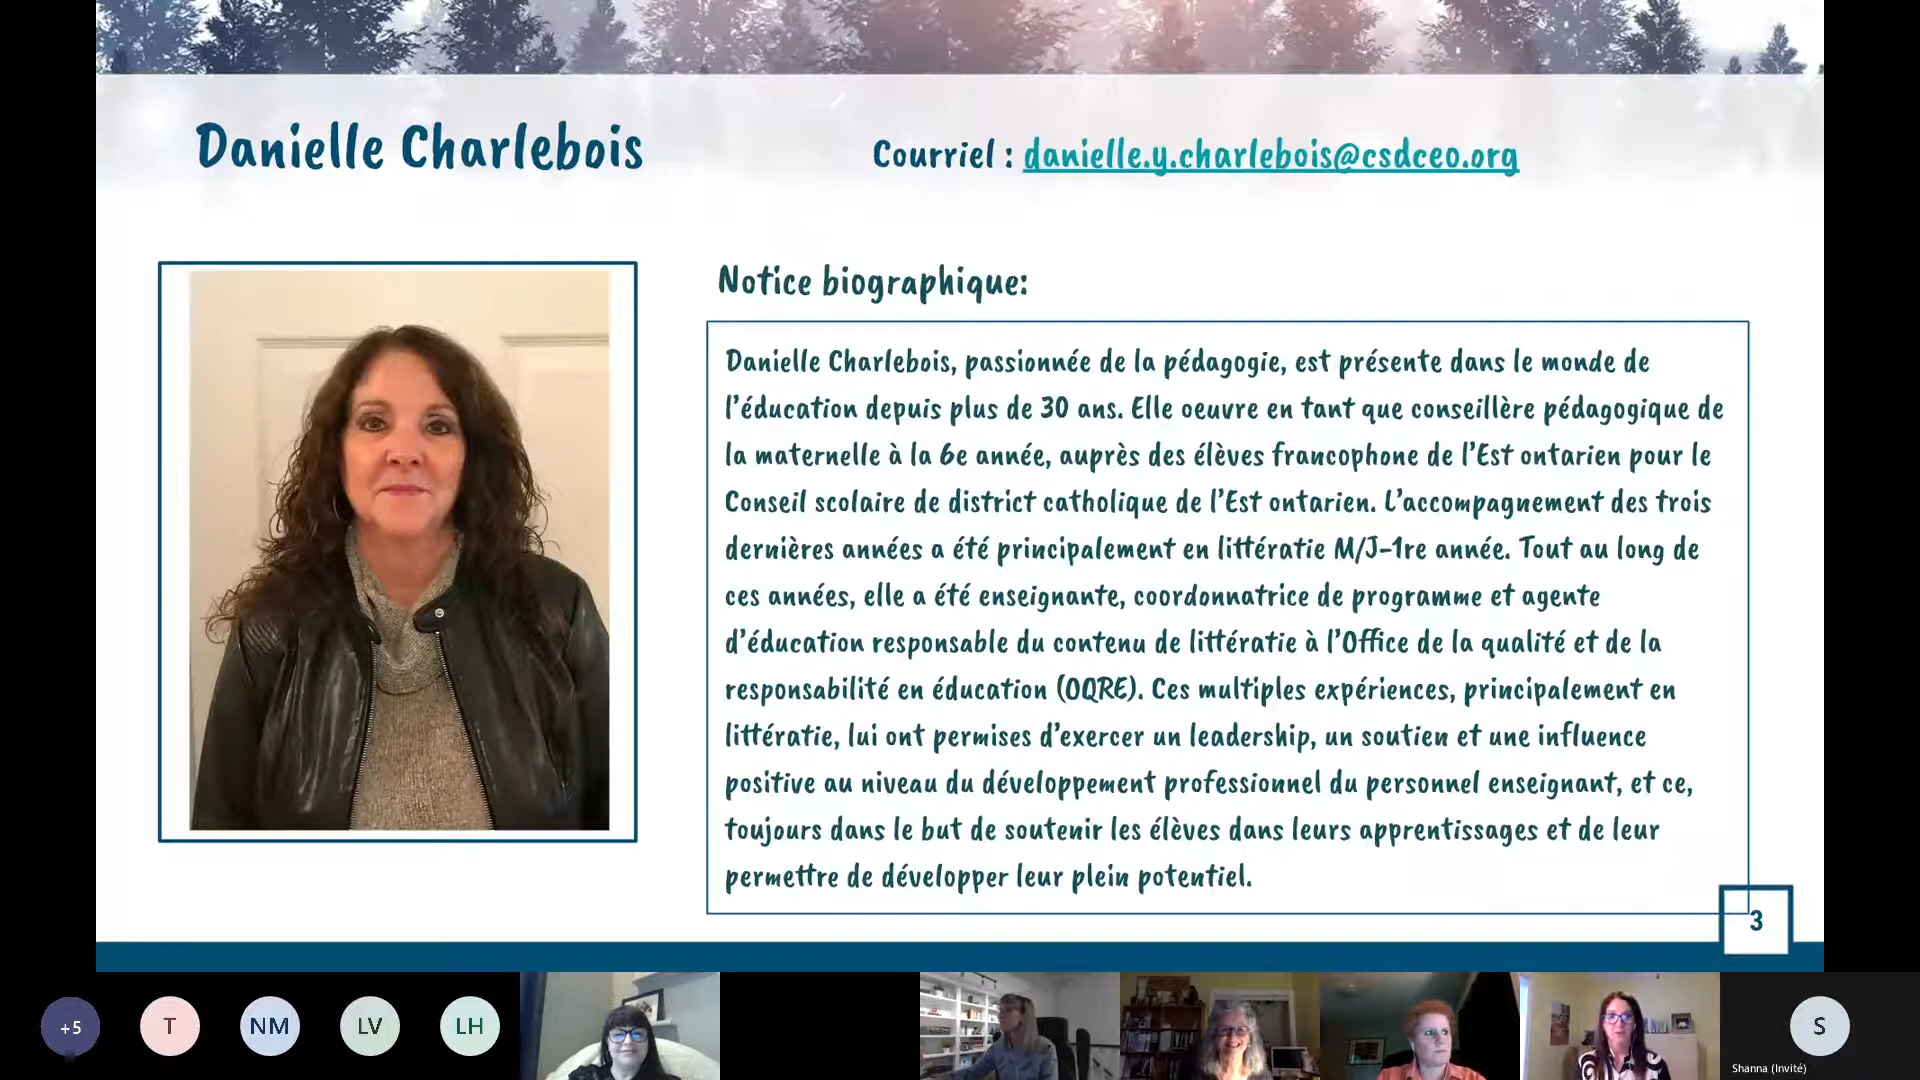 Danielle Charlebois
Courriel : danielle.y.charlebois@csdceo.org
Notice biographique:
Danielle Charlebois, passionnée de la pédagogie, est présente dans le monde de
l'éducation depuis plus de 30 ans. Elle oeuvre en tant que conseillère pédagogique de
la maternelle à la 6e année, auprès des élèves francophone de l'Est ontarien pour le
Conseil scolaire de district catholique de l'Est ontarien. L'accompagnement des trois
dernières années a été principalement en littératie M/J-1re année. Tout au long de
ces années, elle a été enseignante, coordonnatrice de programme et agente
d'éducation responsable du contenu de littératie à l'Office de la qualité et de la
responsabilité en éducation (OQRE). Ces multiples expériences, principalement en
littératie, lui ont permises d'exercer un leadership, un soutien et une influence
positive au niveau du développement professionnel du personnel enseignant, et ce,
toujours dans le but de soutenir les élèves dans leurs apprentissages et de leur
permettre de développer leur plein potentiel.
3
+5
T
NM
LV
LH
S
Shanna (Invité)